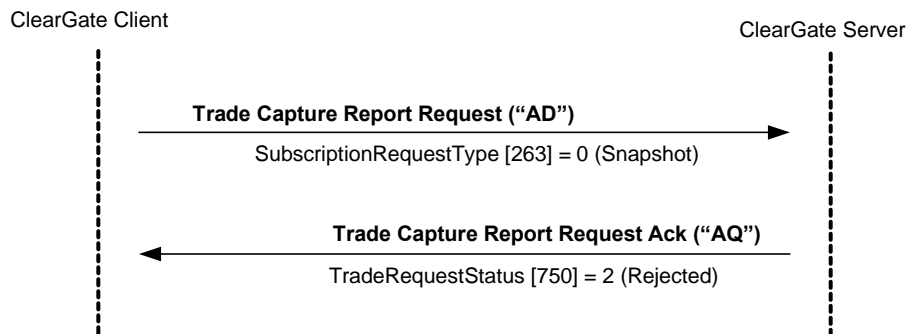 ClearGate Client
ClearGate Server
Trade Capture Report Request (“AD”)
SubscriptionRequestType [263] = 0 (Snapshot)
Trade Capture Report Request Ack (“AQ”)
TradeRequestStatus [750] = 2 (Rejected)